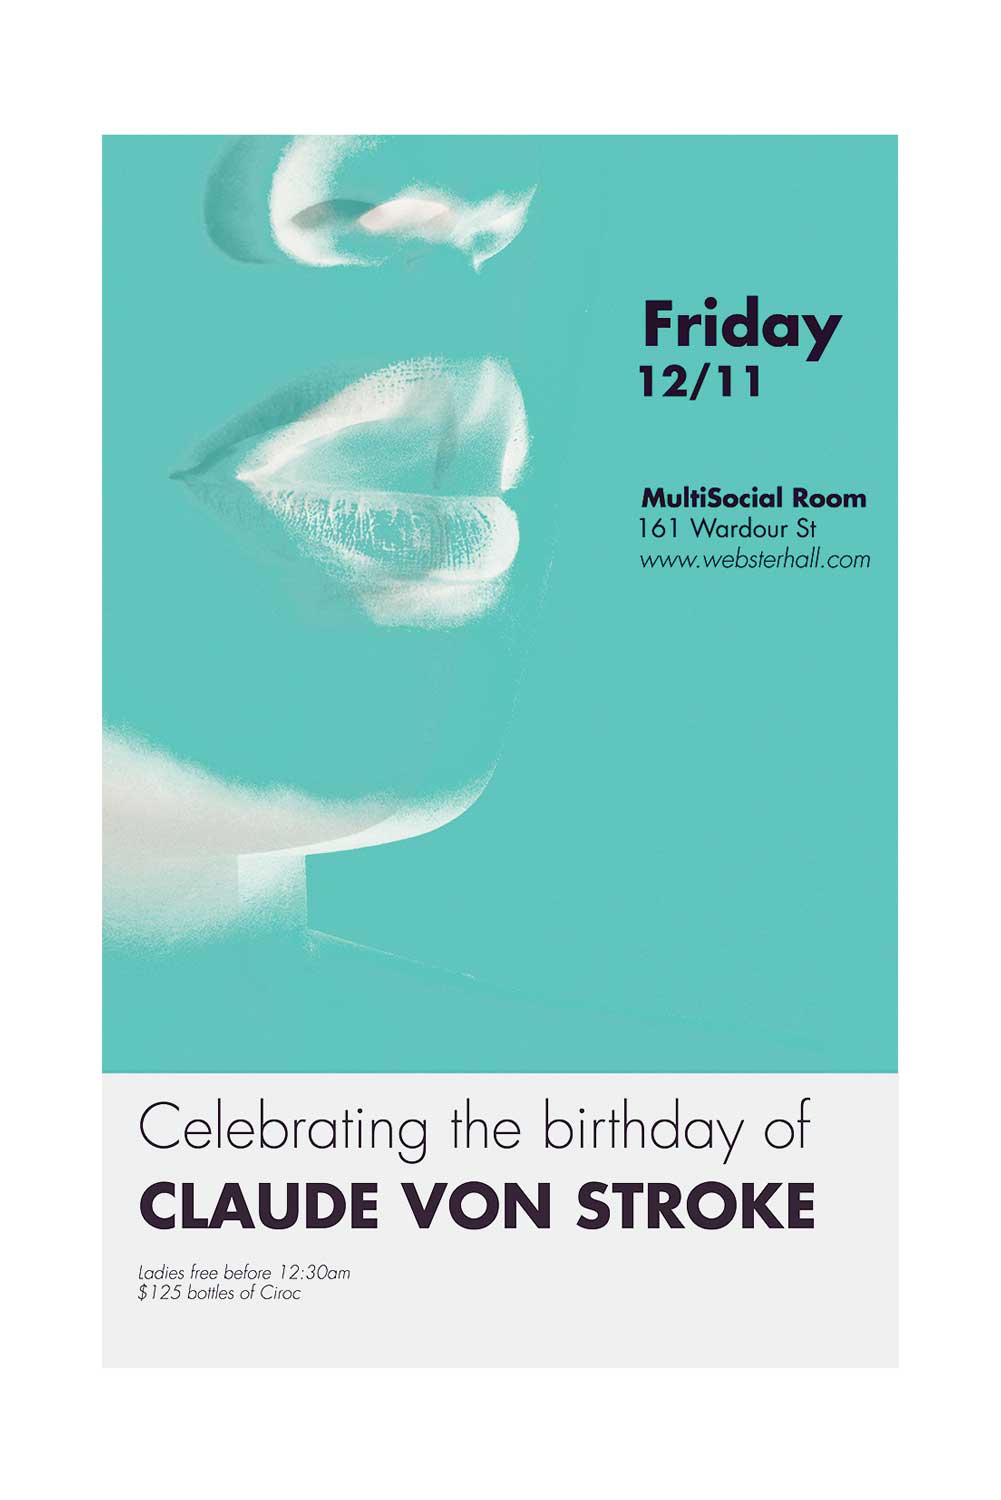 Friday
12/11
MultiSocial Room
161 Wardour St
www.websterhall.com
Celebrating the birthday of
CLAUDE VON STROKE
Ladies free before 12:30am
$125 bottles of Ciroc